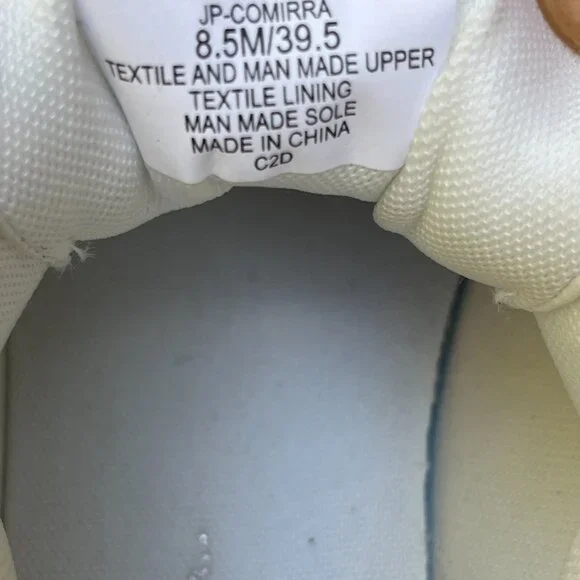 JP-COMIRRA
8.5M/39.5
TEXTILE AND MAN MADE UPPER
TEXTILE LINING
MAN MADE SOLE
MADE IN CHINA
C2D